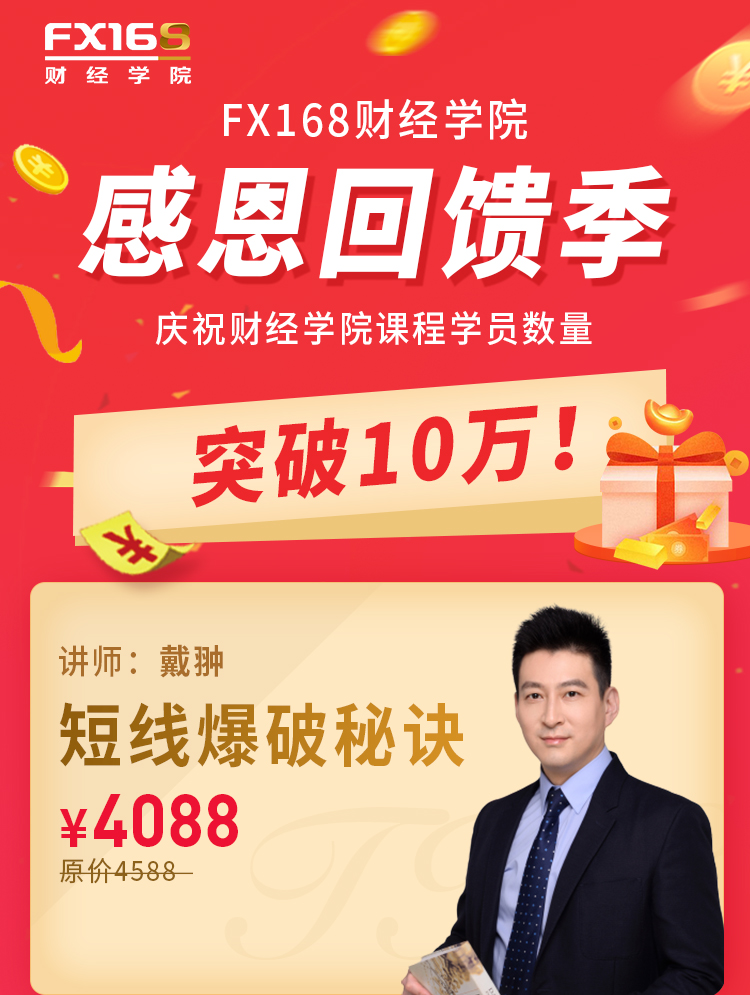 FX168
财经学院
FX168财经学院
感恩回馈季
庆祝财经学院课程学员数量
突破10万！
讲师：戴翀
短线爆破秘诀
¥4088
原价4588